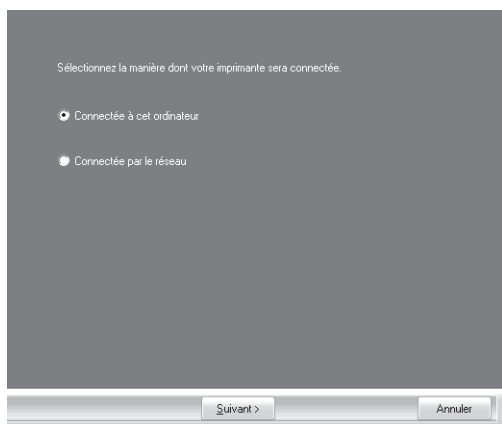 Sélectionnez la manière dont votre imprimante sera connectée.
Connectée à cet ordinateur
Connectée par le réseau
Suivant >
Annuler